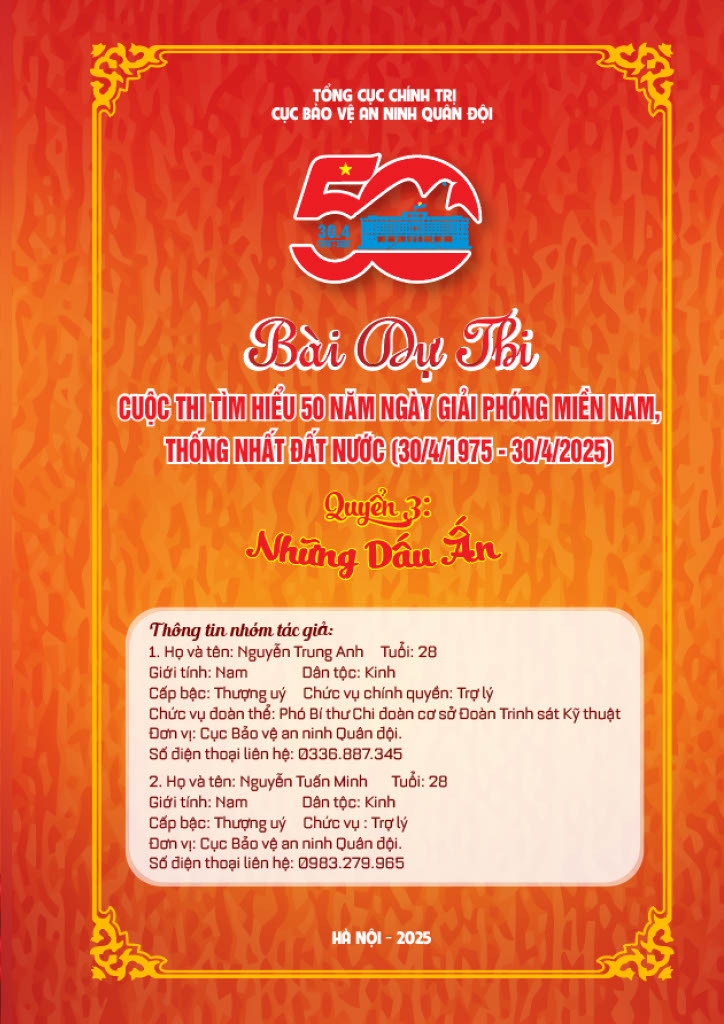 TỔNG CỤC CHÍNH TRỊ
CỤC BẢO VỆ AN NINH QUÂN ĐỘI
50
30.4
Bài Dự Thi
CUỘC THI TÌM HIỂU 50 NĂM NGÀY GIẢI PHÓNG MIỀN NAM,
THỐNG NHẤT ĐẤT NƯỚC (30/4/1975 - 30/4/2025)
Quyển 3:
Những Dấu Ấn
Thông tin nhóm tác giả:
1. Họ và tên: Nguyễn Trung Anh Tuổi: 28
Giới tính: Nam Dân tộc: Kinh
Cấp bậc: Thượng uý Chức vụ chính quyền: Trợ lý
Chức vụ đoàn thể: Phó Bí thư Chi đoàn cơ sở Đoàn Trinh sát Kỹ thuật
Đơn vị: Cục Bảo vệ an ninh Quân đội.
Số điện thoại liên hệ: 0336.887.345
2. Họ và tên: Nguyễn Tuấn Minh Tuổi: 28
Giới tính: Nam Dân tộc: Kinh
Cấp bậc: Thượng uý Chức vụ : Trợ lý
Đơn vị: Cục Bảo vệ an ninh Quân đội.
Số điện thoại liên hệ: 0983.279.965
HÀ NỘI - 2025